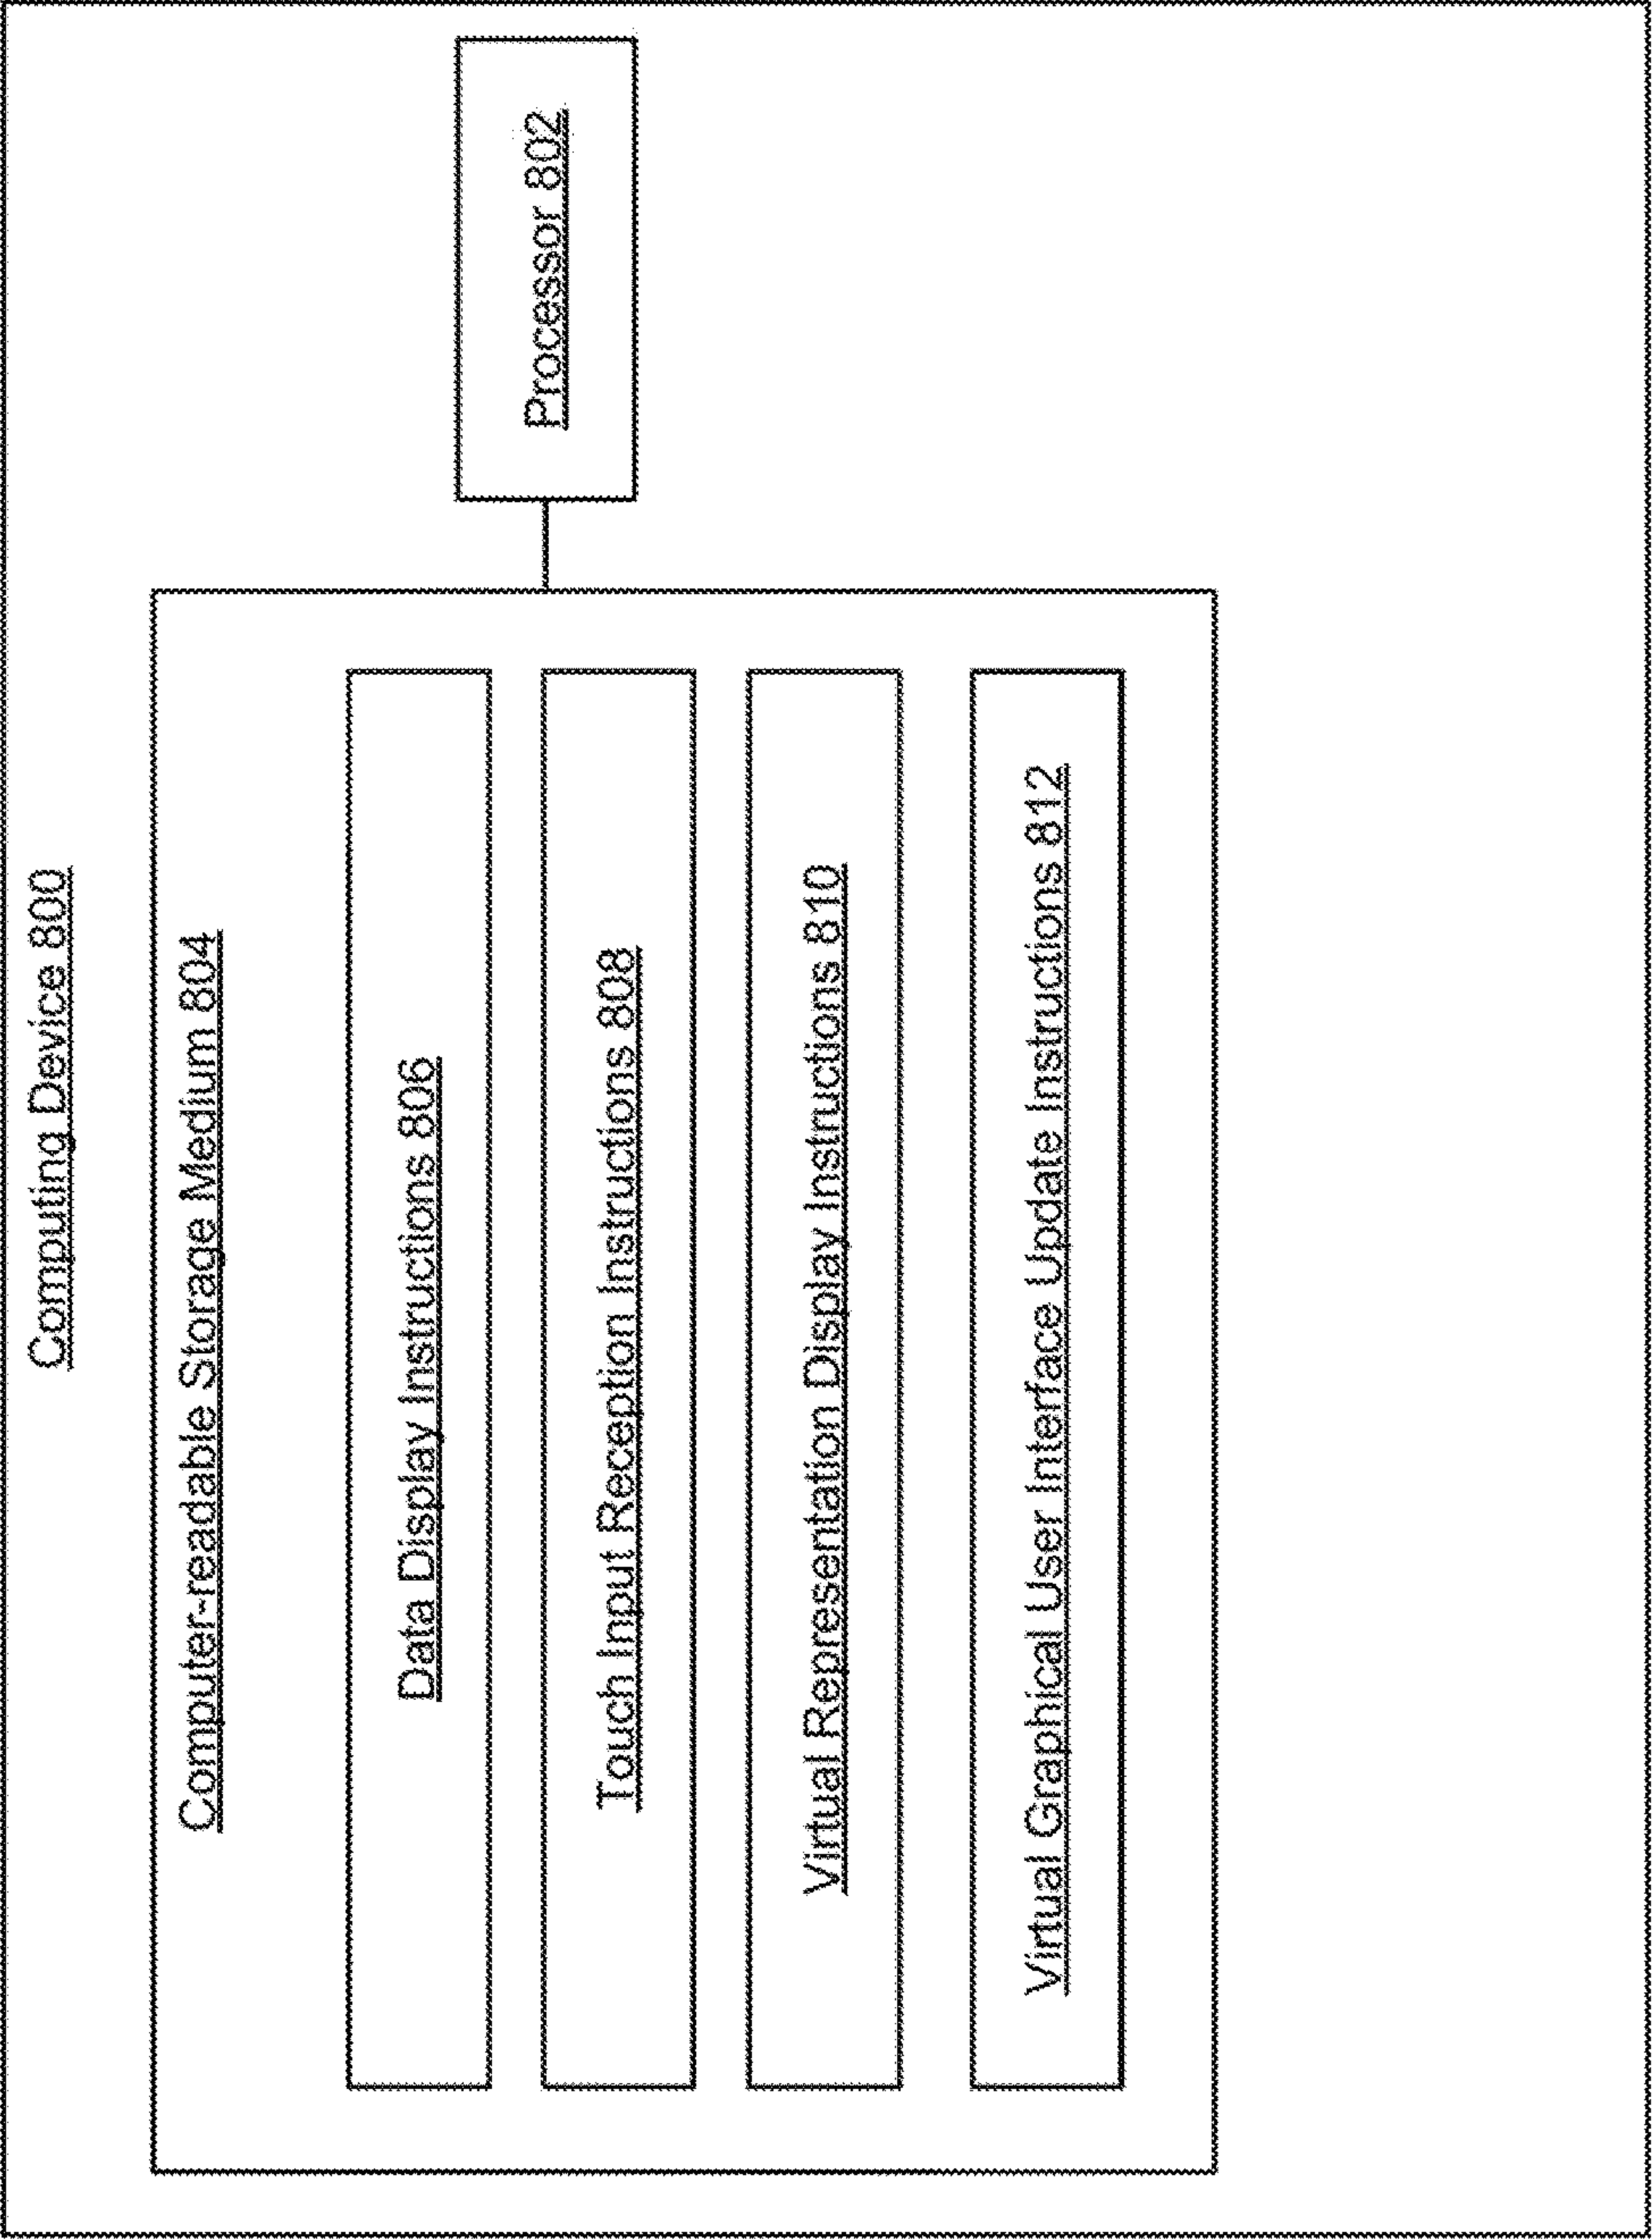 Computing Device 800
Computer-readable Storage Medium 804
Data Display Instructions 806
Touch Input Reception Instructions 808
Virtual Representation Display Instructions 810
Virtual Graphical User Interface Update Instructions 812
Processor 802